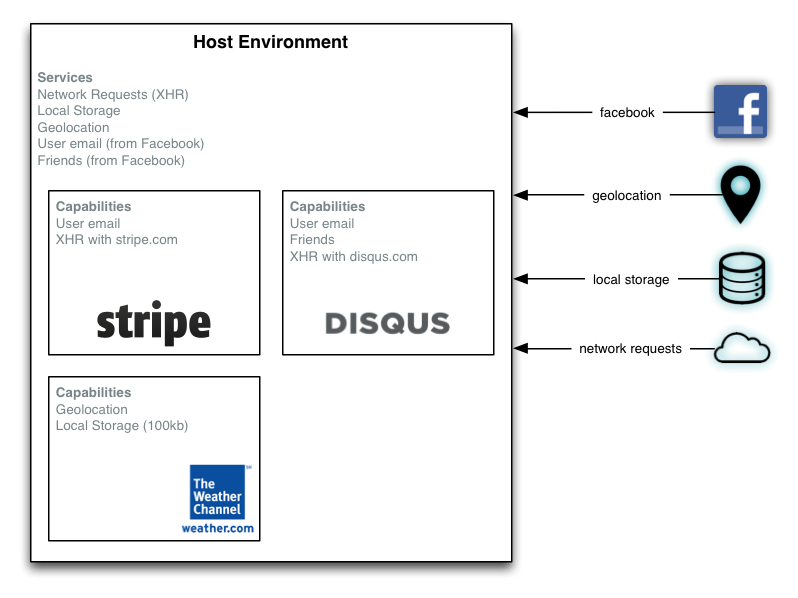 Host Environment
Services
Network Requests (XHR)
Local Storage
Geolocation
User email (from Facebook)
Friends (from Facebook)
facebook
f
geolocation
local storage
network requests
Capabilities
User email
XHR with stripe.com
stripe
Capabilities
User email
Friends
XHR with disqus.com
DISQUS
Capabilities
Geolocation
Local Storage (100kb)
The
Weather
Channel
weather.com